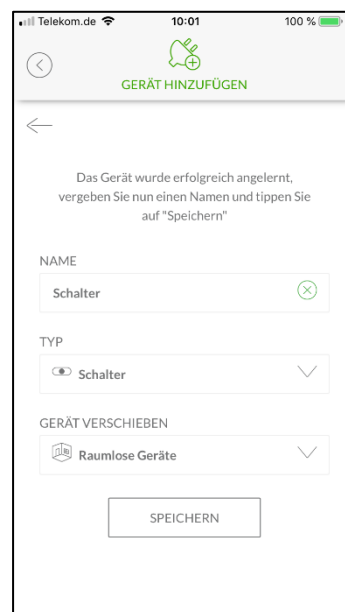 Telekom.de 10:01 100 %
GERÄT HINZUFÜGEN
Das Gerät wurde erfolgreich angelernt,
vergeben Sie nun einen Namen und tippen Sie
auf "Speichern"
NAME
Schalter
TYP
Schalter
GERÄT VERSCHIEBEN
Raumlose Geräte
SPEICHERN